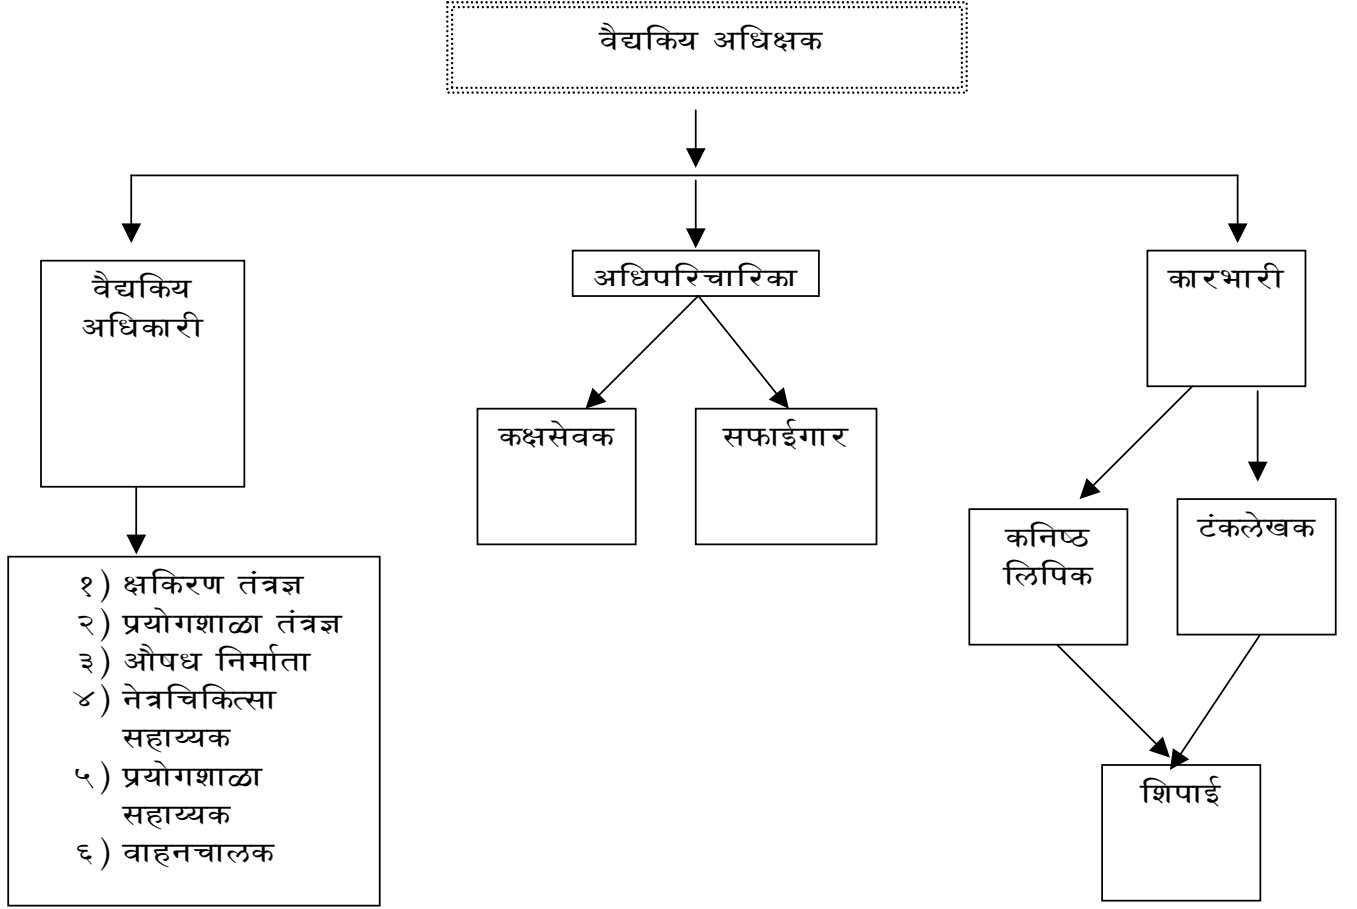 वैद्यकिय अधिक्षक
वैद्यकिय
अधिकारी
अधिपरिचारिका
कारभारी
कक्षसेवक
सफाईगार
कनिष्ठ
लिपिक
टंकलेखक
१) क्षकिरण तंत्रज्ञ
२) प्रयोगशाळा तंत्रज्ञ
३) औषध निर्माता
४) नेत्रचिकित्सा
सहाय्यक
५) प्रयोगशाळा
सहाय्यक
६) वाहनचालक
शिपाई